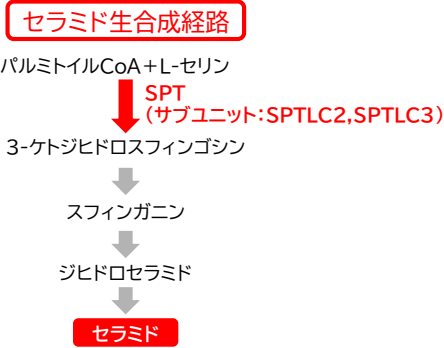 セラミド生合成経路
パルミトイルCoA+L-セリン
SPT
(サブユニット:SPTLC2,SPTLC3)
3-ケトジヒドロスフィンゴシン
スフィンガニン
ジヒドロセラミド
セラミド